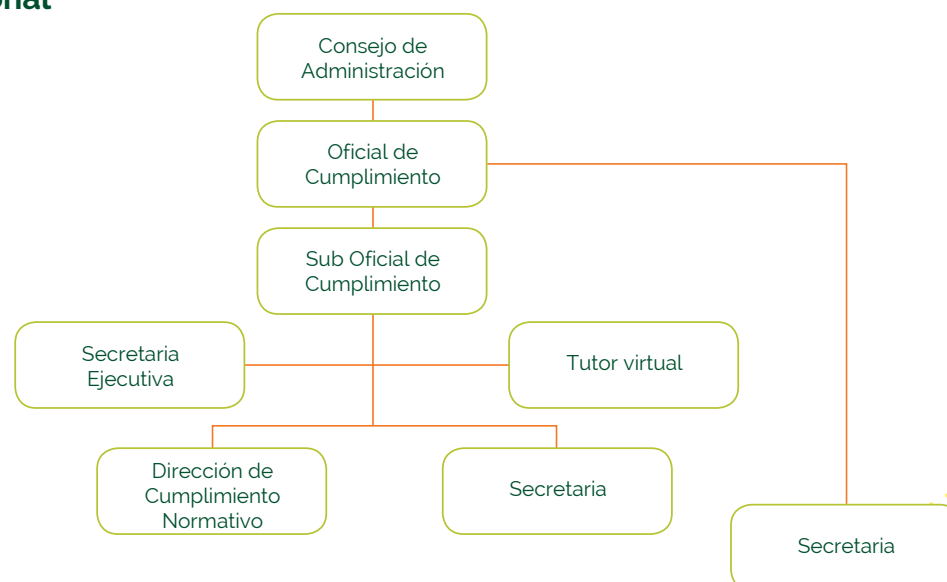 Consejo de
Administración
Oficial de
Cumplimiento
Sub Oficial de
Cumplimiento
Secretaria
Ejecutiva
Tutor virtual
Dirección de
Cumplimiento
Normativo
Secretaria
Secretaria